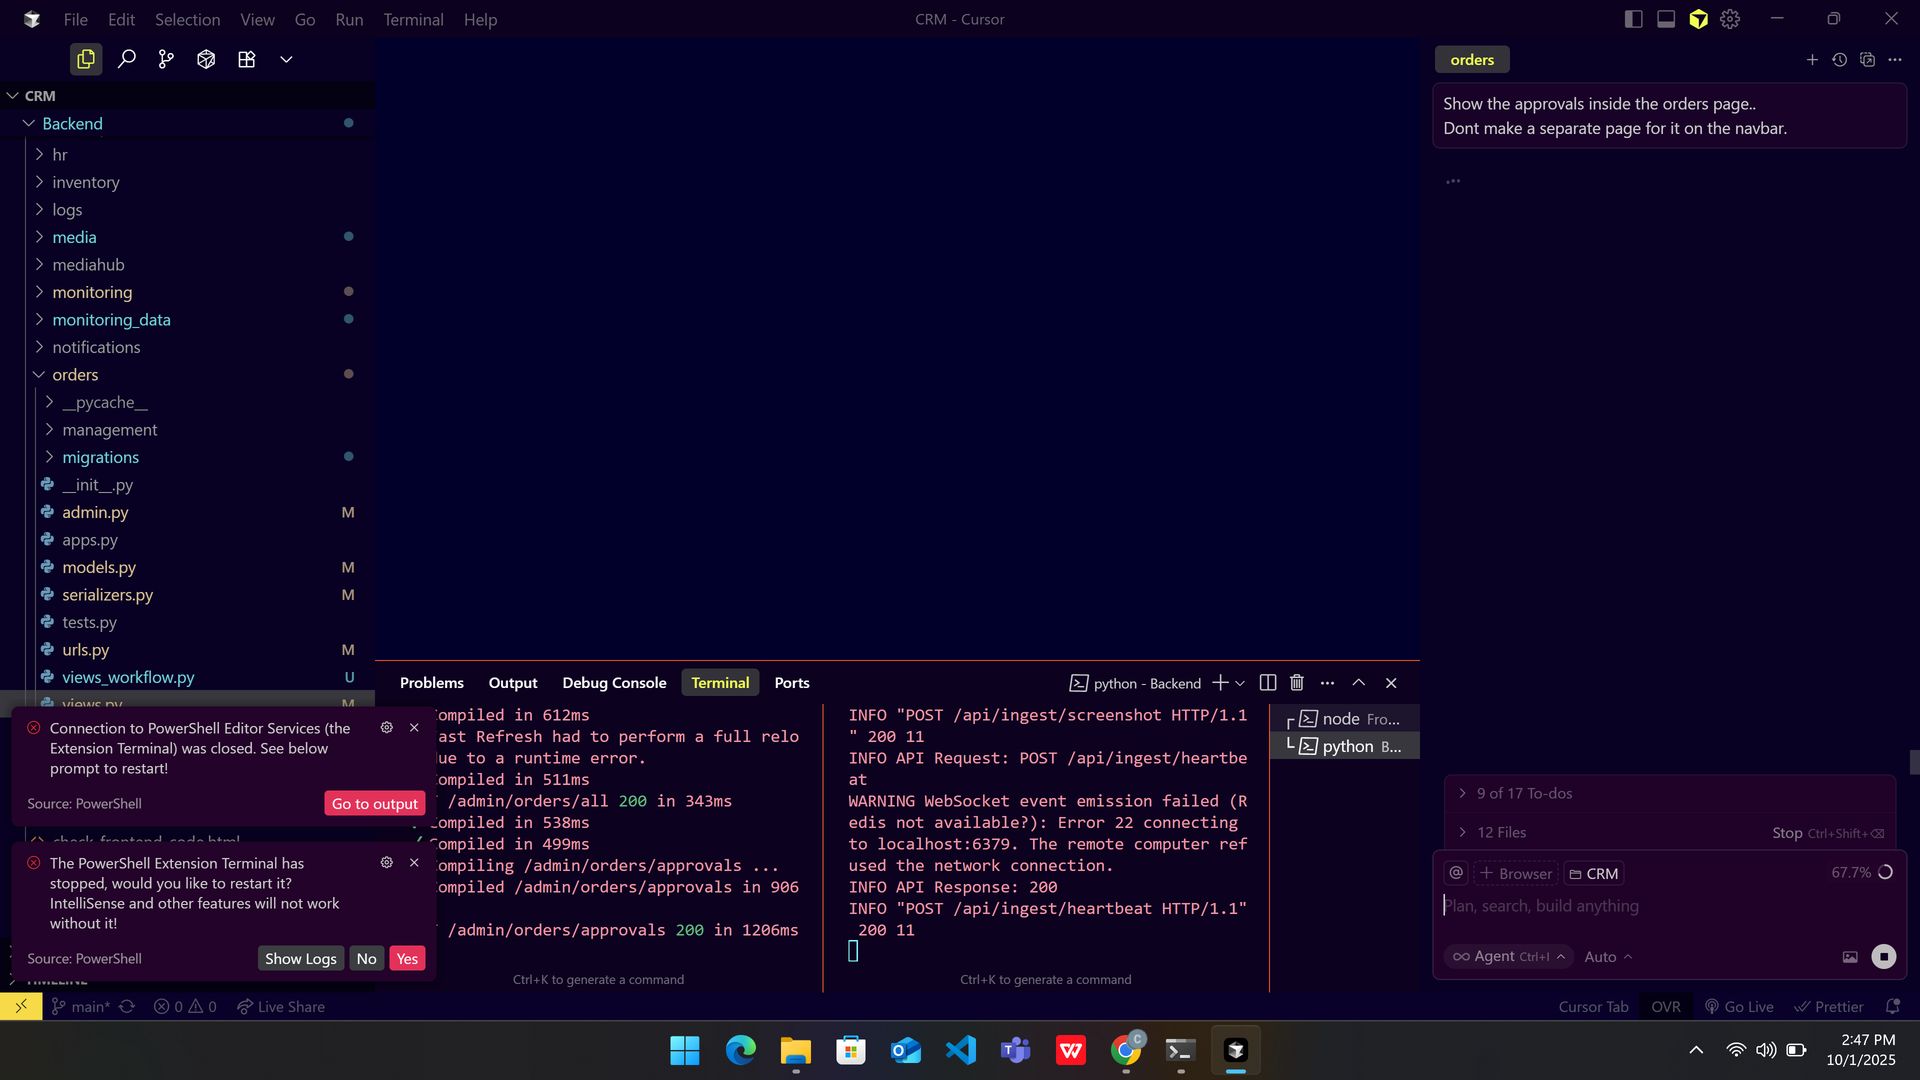 File Edit Selection View Go Run Terminal Help
CRM - Cursor
CRM
Backend
hr
inventory
logs
media
mediahub
monitoring
monitoring_data
notifications
orders
__pycache__
management
migrations
__init__.py
admin.py M
apps.py
models.py M
serializers.py M
tests.py
urls.py M
views_workflow.py U
views.py M
Connection to PowerShell Editor Services (the
Extension Terminal) was closed. See below
prompt to restart!
Source: PowerShell
Go to output
check_frontend_code.html
The PowerShell Extension Terminal has
stopped, would you like to restart it?
IntelliSense and other features will not work
without it!
Source: PowerShell
Show Logs No Yes
TIMELINE
Problems Output Debug Console Terminal Ports
python - Backend
ompiled in 612ms
ast Refresh had to perform a full relo
ue to a runtime error.
ompiled in 511ms
/admin/orders/all 200 in 343ms
ompiled in 538ms
ompiled in 499ms
ompiling /admin/orders/approvals ...
ompiled /admin/orders/approvals in 906
/admin/orders/approvals 200 in 1206ms
Ctrl+K to generate a command
INFO "POST /api/ingest/screenshot HTTP/1.1
" 200 11
INFO API Request: POST /api/ingest/heartbe
at
WARNING WebSocket event emission failed (R
edis not available?): Error 22 connecting
to localhost:6379. The remote computer ref
used the network connection.
INFO API Response: 200
INFO "POST /api/ingest/heartbeat HTTP/1.1"
200 11
Ctrl+K to generate a command
node Fro...
python B...
orders
Show the approvals inside the orders page..
Dont make a separate page for it on the navbar.
9 of 17 To-dos
12 Files
Stop Ctrl+Shift+⌫
@ + Browser CRM 67.7%
Plan, search, build anything
∞ Agent Ctrl+I Auto
main* 0 0 Live Share
Cursor Tab OVR Go Live Prettier
2:47 PM
10/1/2025